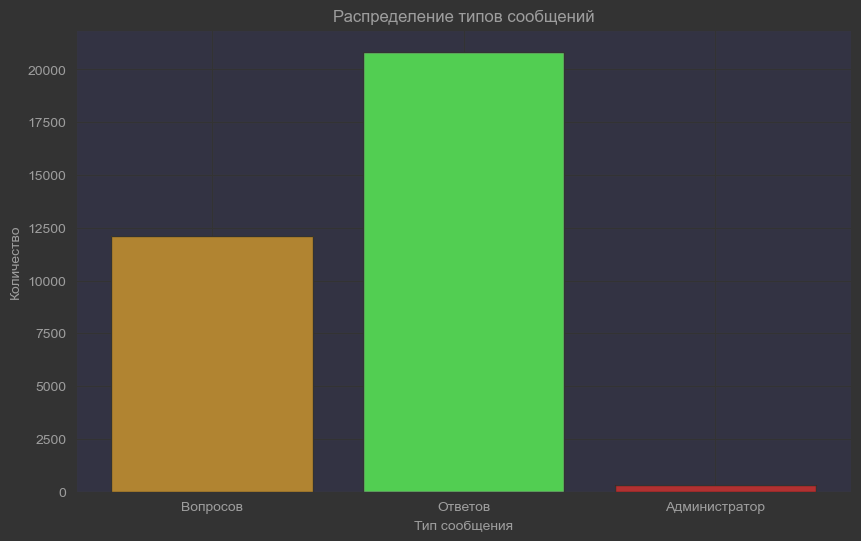 Распределение типов сообщений
Количество
20000
17500
15000
12500
10000
7500
5000
2500
0
Вопросов Ответов Администратор
Тип сообщения